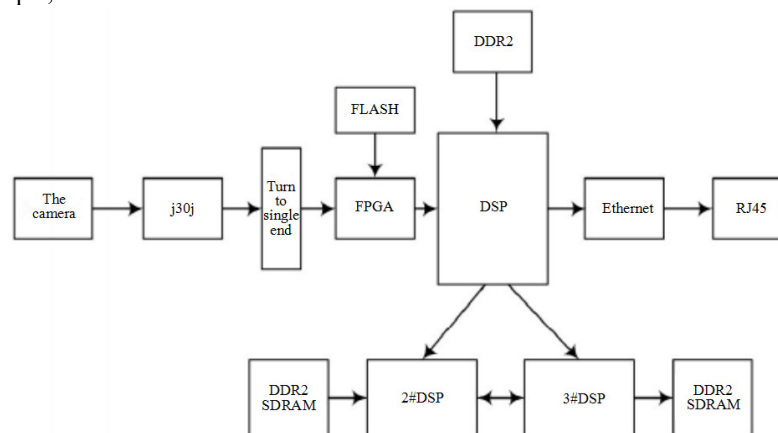 DDR2
FLASH
The
camera
j30j
Turn
to
single
end
FPGA
DSP
Ethernet
RJ45
DDR2
SDRAM
2#DSP
3#DSP
DDR2
SDRAM